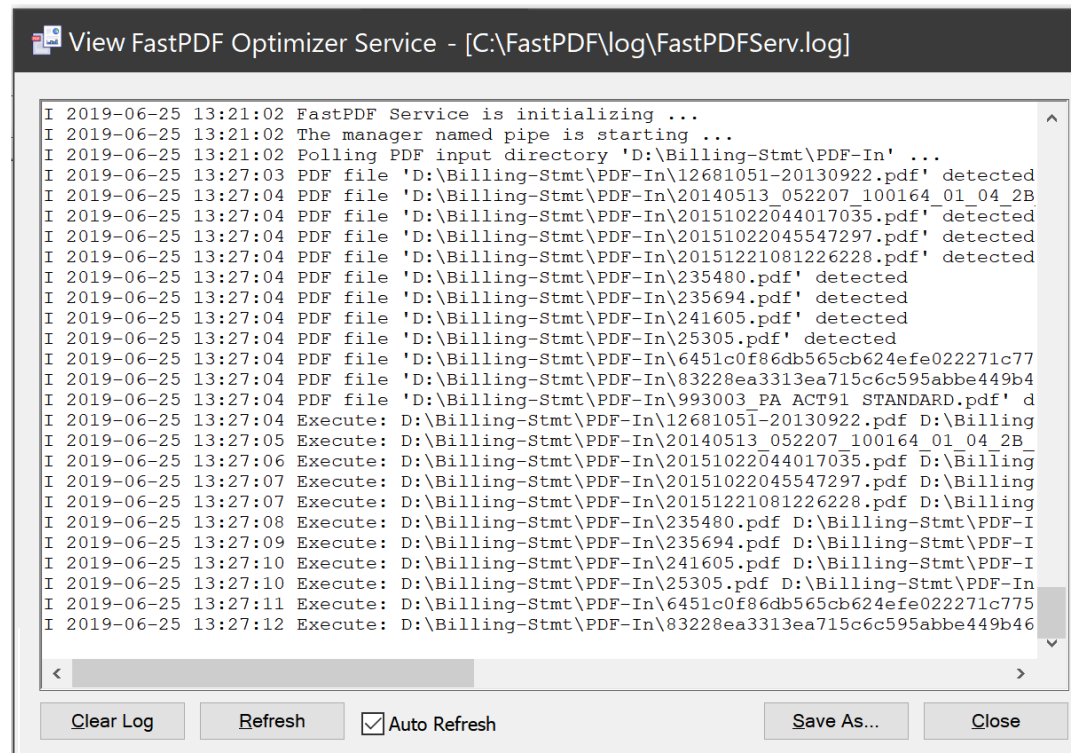 View FastPDF Optimizer Service - [C:\FastPDF\log\FastPDFServ.log]
I 2019-06-25 13:21:02 FastPDF Service is initializing ...
I 2019-06-25 13:21:02 The manager named pipe is starting ...
I 2019-06-25 13:21:02 Polling PDF input directory 'D:\Billing-Stmt\PDF-In' ...
I 2019-06-25 13:27:03 PDF file 'D:\Billing-Stmt\PDF-In\12681051-20130922.pdf' detected
I 2019-06-25 13:27:04 PDF file 'D:\Billing-Stmt\PDF-In\20140513_052207_100164_01_04_2B_
I 2019-06-25 13:27:04 PDF file 'D:\Billing-Stmt\PDF-In\20151022044017035.pdf' detected
I 2019-06-25 13:27:04 PDF file 'D:\Billing-Stmt\PDF-In\20151022045547297.pdf' detected
I 2019-06-25 13:27:04 PDF file 'D:\Billing-Stmt\PDF-In\20151221081226228.pdf' detected
I 2019-06-25 13:27:04 PDF file 'D:\Billing-Stmt\PDF-In\235480.pdf' detected
I 2019-06-25 13:27:04 PDF file 'D:\Billing-Stmt\PDF-In\235694.pdf' detected
I 2019-06-25 13:27:04 PDF file 'D:\Billing-Stmt\PDF-In\241605.pdf' detected
I 2019-06-25 13:27:04 PDF file 'D:\Billing-Stmt\PDF-In\25305.pdf' detected
I 2019-06-25 13:27:04 PDF file 'D:\Billing-Stmt\PDF-In\6451c0f86db565cb624efe022271c77
I 2019-06-25 13:27:04 PDF file 'D:\Billing-Stmt\PDF-In\83228ea3313ea715c6c595abbe449b4
I 2019-06-25 13:27:04 PDF file 'D:\Billing-Stmt\PDF-In\993003_PA ACT91 STANDARD.pdf' d
I 2019-06-25 13:27:04 Execute: D:\Billing-Stmt\PDF-In\12681051-20130922.pdf D:\Billing
I 2019-06-25 13:27:05 Execute: D:\Billing-Stmt\PDF-In\20140513_052207_100164_01_04_2B_
I 2019-06-25 13:27:06 Execute: D:\Billing-Stmt\PDF-In\20151022044017035.pdf D:\Billing
I 2019-06-25 13:27:07 Execute: D:\Billing-Stmt\PDF-In\20151022045547297.pdf D:\Billing
I 2019-06-25 13:27:07 Execute: D:\Billing-Stmt\PDF-In\20151221081226228.pdf D:\Billing
I 2019-06-25 13:27:08 Execute: D:\Billing-Stmt\PDF-In\235480.pdf D:\Billing-Stmt\PDF-I
I 2019-06-25 13:27:09 Execute: D:\Billing-Stmt\PDF-In\235694.pdf D:\Billing-Stmt\PDF-I
I 2019-06-25 13:27:10 Execute: D:\Billing-Stmt\PDF-In\241605.pdf D:\Billing-Stmt\PDF-I
I 2019-06-25 13:27:10 Execute: D:\Billing-Stmt\PDF-In\25305.pdf D:\Billing-Stmt\PDF-In
I 2019-06-25 13:27:11 Execute: D:\Billing-Stmt\PDF-In\6451c0f86db565cb624efe022271c775
I 2019-06-25 13:27:12 Execute: D:\Billing-Stmt\PDF-In\83228ea3313ea715c6c595abbe449b46
Clear Log Refresh Auto Refresh Save As... Close